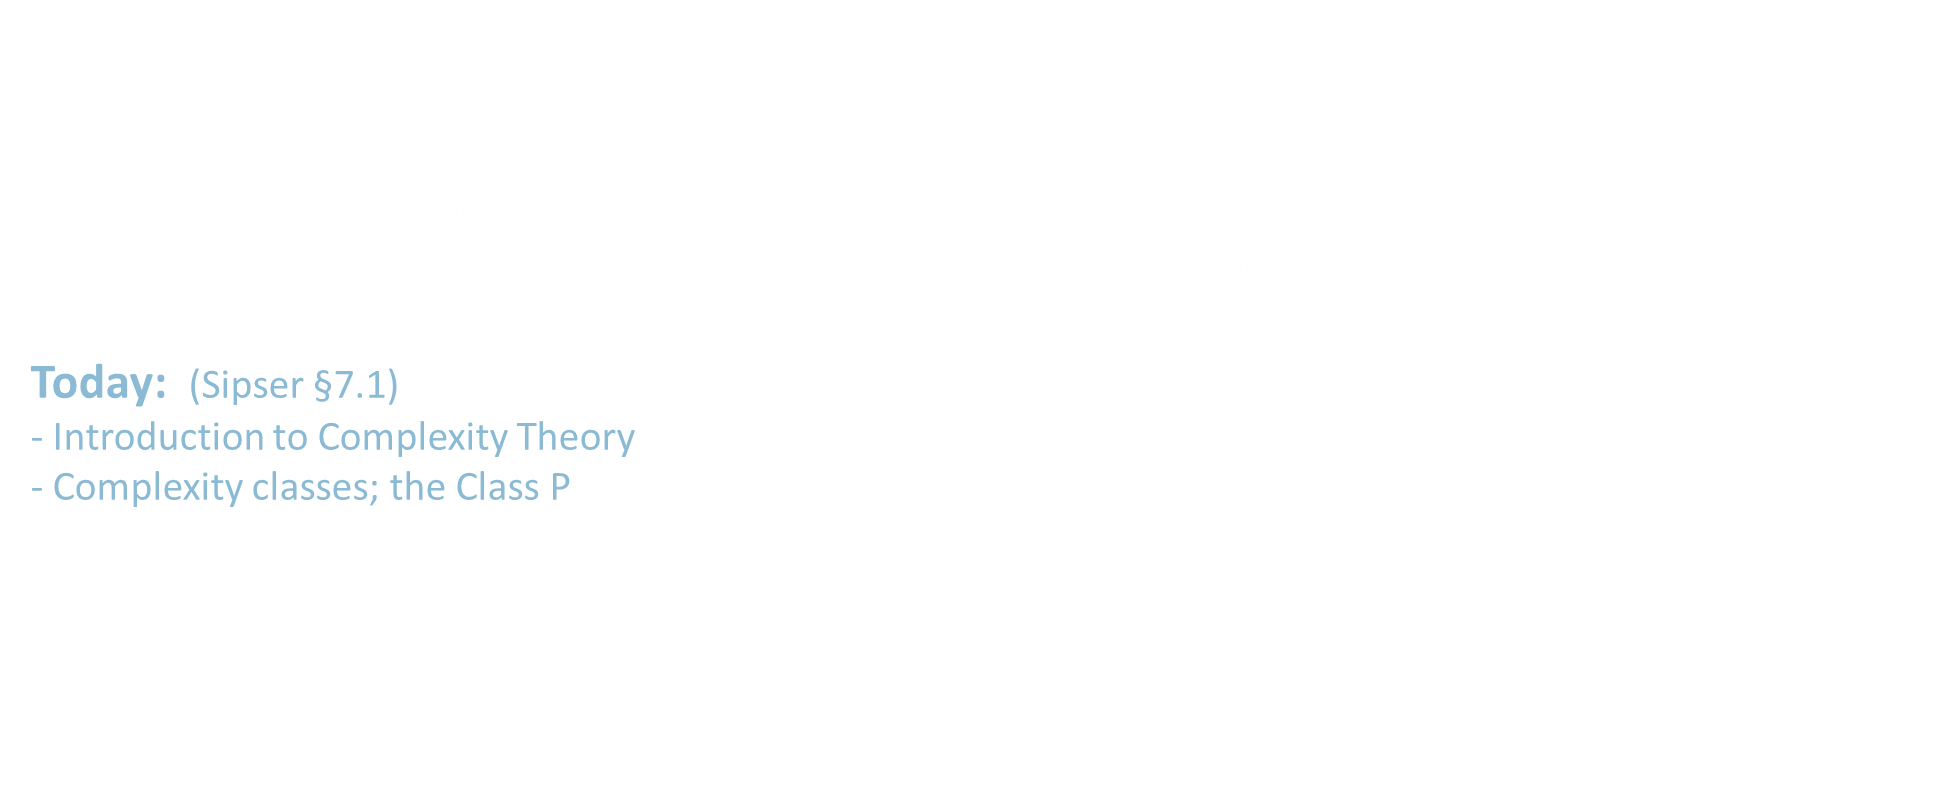 Today: (Sipser §7.1)
- Introduction to Complexity Theory
- Complexity classes; the Class P